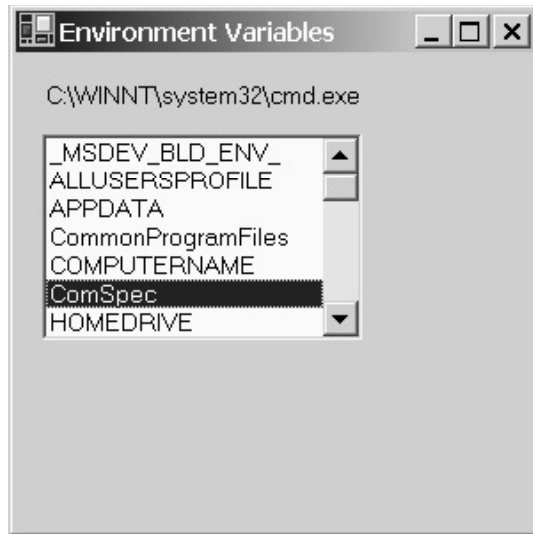 Environment Variables
C:\WINNT\system32\cmd.exe
_MSDEV_BLD_ENV_
ALLUSERSPROFILE
APPDATA
CommonProgramFiles
COMPUTERNAME
ComSpec
HOMEDRIVE